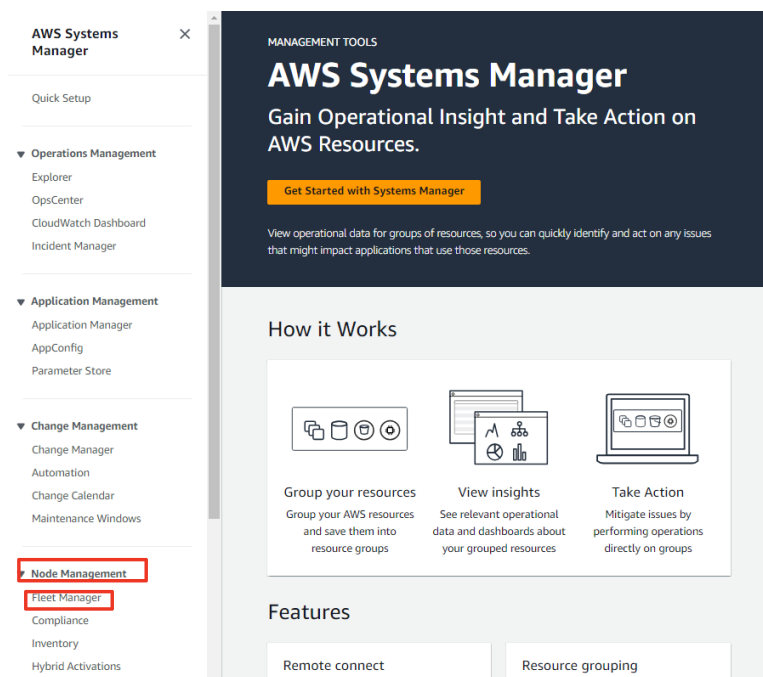 AWS Systems
Manager
Quick Setup
Operations Management
Explorer
OpsCenter
CloudWatch Dashboard
Incident Manager
Application Management
Application Manager
AppConfig
Parameter Store
Change Management
Change Manager
Automation
Change Calendar
Maintenance Windows
Node Management
Fleet Manager
Compliance
Inventory
Hybrid Activations
MANAGEMENT TOOLS
AWS Systems Manager
Gain Operational Insight and Take Action on
AWS Resources.
Get Started with Systems Manager
View operational data for groups of resources, so you can quickly identify and act on any issues
that might impact applications that use those resources.
How it Works
Group your resources
Group your AWS resources
and save them into
resource groups
View insights
See relevant operational
data and dashboards about
your grouped resources
Take Action
Mitigate issues by
performing operations
directly on groups
Features
Remote connect
Resource grouping